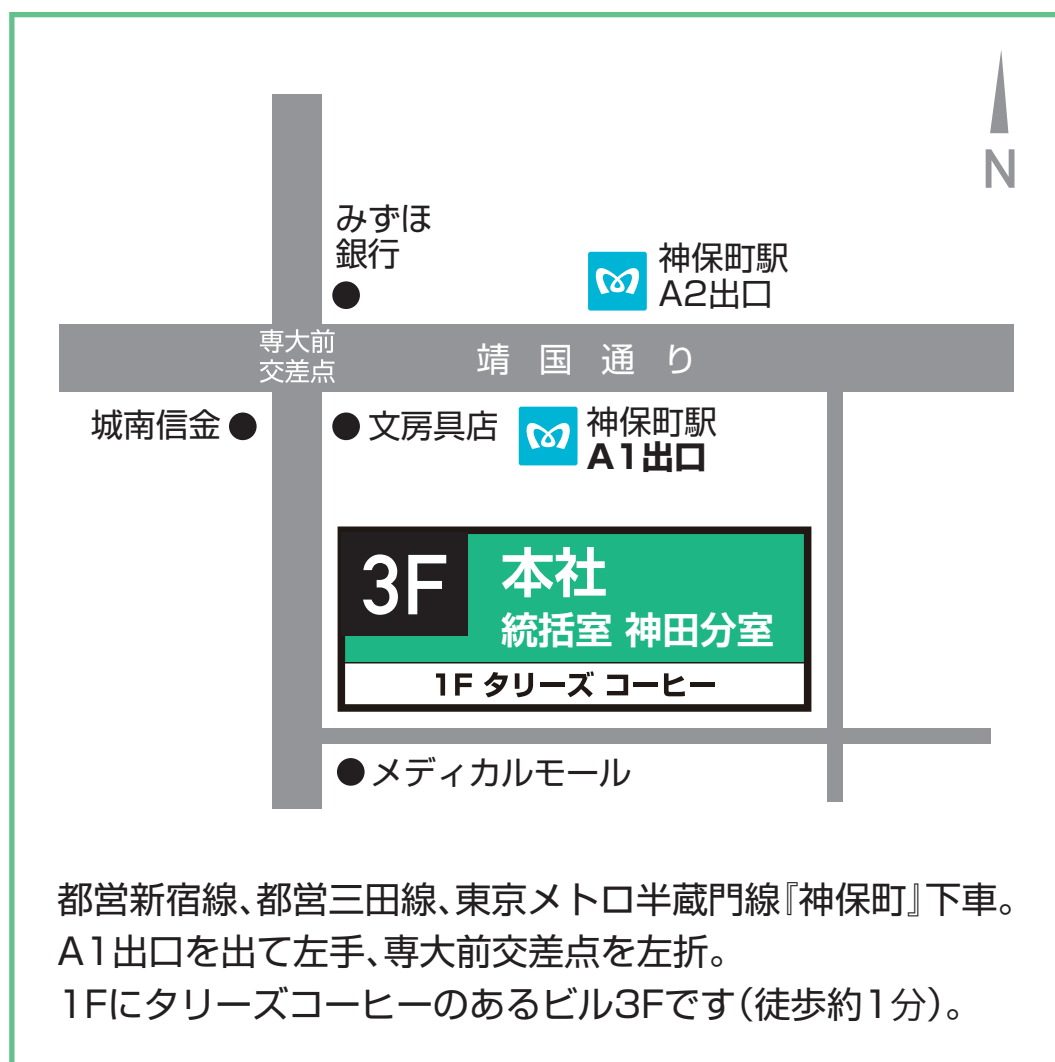 N
みずほ
銀行
神保町駅
A2出口
専大前
交差点
靖国通り
城南信金
文房具店
神保町駅
A1出口
3F
本社
統括室 神田分室
1F タリーズ コーヒー
メディカルモール
都営新宿線、都営三田線、東京メトロ半蔵門線『神保町』下車。
A1出口を出て左手、専大前交差点を左折。
1Fにタリーズコーヒーのあるビル3Fです(徒歩約1分)。